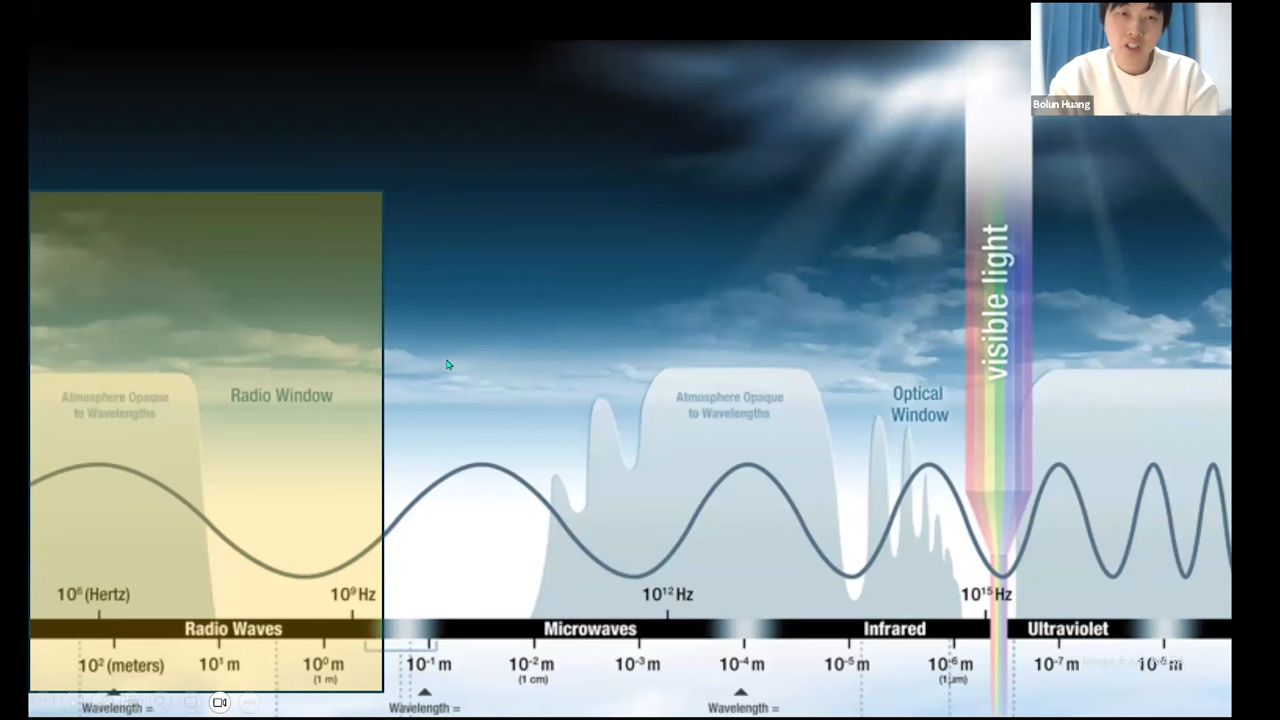 Bolun Huang
visible light
Atmosphere Opaque
to Wavelengths
Radio Window
Atmosphere Opaque
to Wavelengths
Optical
Window
10⁶ (Hertz)
10⁹ Hz
10¹² Hz
10¹⁵ Hz
Radio Waves
Microwaves
Infrared
Ultraviolet
10² (meters)
10¹ m
10⁰ m
(1 m)
10⁻¹ m
10⁻² m
(1 cm)
10⁻³ m
10⁻⁴ m
10⁻⁵ m
10⁻⁶ m
(1 µm)
10⁻⁷ m
Wavelength =
Wavelength =
Wavelength =